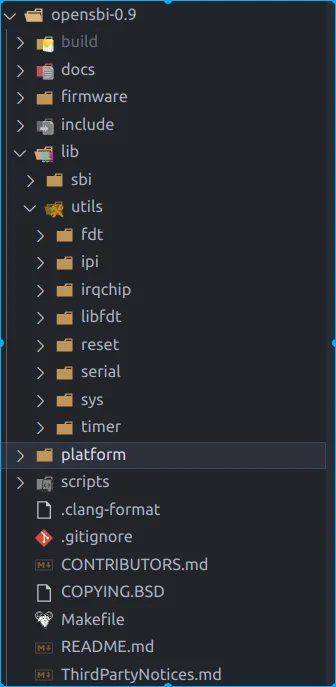 opensbi-0.9
build
docs
firmware
include
lib
sbi
utils
fdt
ipi
irqchip
libfdt
reset
serial
sys
timer
platform
scripts
.clang-format
.gitignore
CONTRIBUTORS.md
COPYING.BSD
Makefile
README.md
ThirdPartyNotices.md